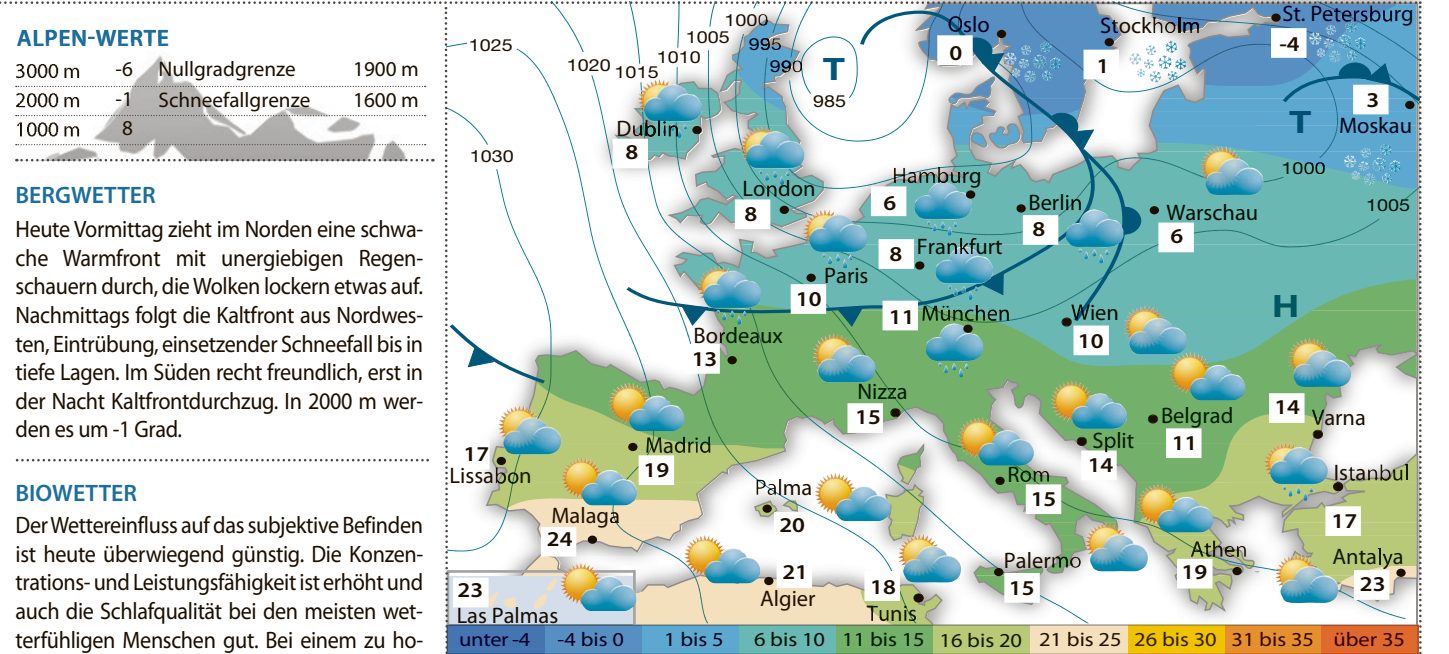 ALPEN-WERTE
3000 m -6 Nullgradgrenze 1900 m
2000 m -1 Schneefallgrenze 1600 m
1000 m 8
BERGWETTER
Heute Vormittag zieht im Norden eine schwa-
che Warmfront mit unergiebigen Regen-
schauern durch, die Wolken lockern etwas auf.
Nachmittags folgt die Kaltfront aus Nordwes-
ten, Eintrübung, einsetzender Schneefall bis in
tiefe Lagen. Im Süden recht freundlich, erst in
der Nacht Kaltfrontdurchzug. In 2000 m wer-
den es um -1 Grad.
BIOWETTER
Der Wettereinfluss auf das subjektive Befinden
ist heute überwiegend günstig. Die Konzen-
trations- und Leistungsfähigkeit ist erhöht und
auch die Schlafqualität bei den meisten wet-
terfühligen Menschen gut. Bei einem zu ho-
1025
1020
1015
1010
1005
1000
995
990
985
T
1030
Oslo
0
Stockholm
1
St. Petersburg
-4
3
Moskau
T
1000
1005
Dublin
8
London
8
Hamburg
6
Berlin
8
Warschau
6
Frankfurt
8
Paris
10
11 München
Wien
10
H
Bordeaux
13
Nizza
15
Belgrad
11
Split
14
14
Varna
Madrid
19
17
Lissabon
Rom
15
Istanbul
17
Palma
20
Malaga
24
Palermo
15
Athen
19
Antalya
23
21
Algier
18
Tunis
23
Las Palmas
unter -4 -4 bis 0 1 bis 5 6 bis 10 11 bis 15 16 bis 20 21 bis 25 26 bis 30 31 bis 35 über 35